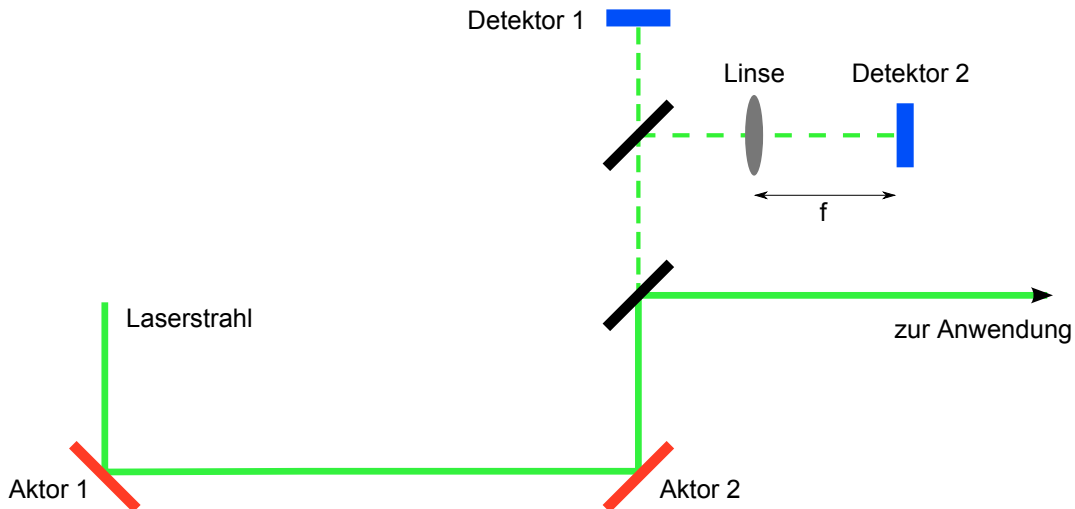 Detektor 1
Linse
Detektor 2
f
Laserstrahl
zur Anwendung
Aktor 1
Aktor 2